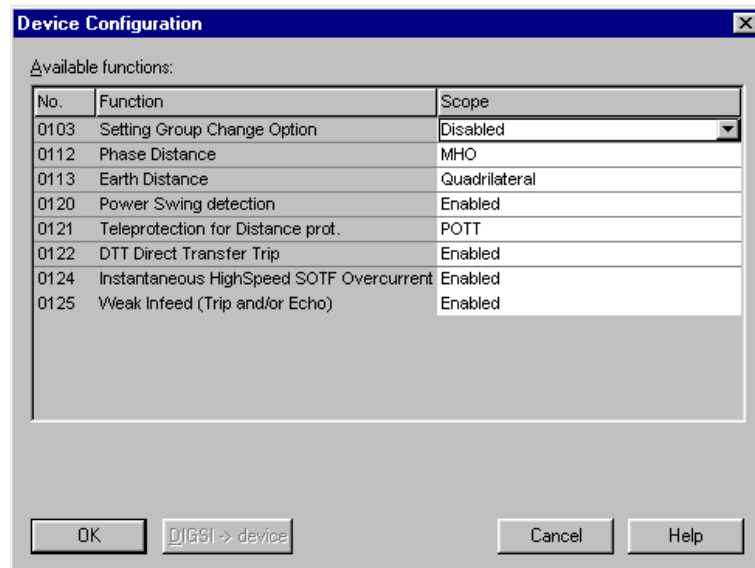 Device Configuration
Available functions:
No. Function Scope
0103 Setting Group Change Option Disabled
0112 Phase Distance MHO
0113 Earth Distance Quadrilateral
0120 Power Swing detection Enabled
0121 Teleprotection for Distance prot. POTT
0122 DTT Direct Transfer Trip Enabled
0124 Instantaneous HighSpeed SOTF Overcurrent Enabled
0125 Weak Infeed (Trip and/or Echo) Enabled
OK DIGSI -> device Cancel Help